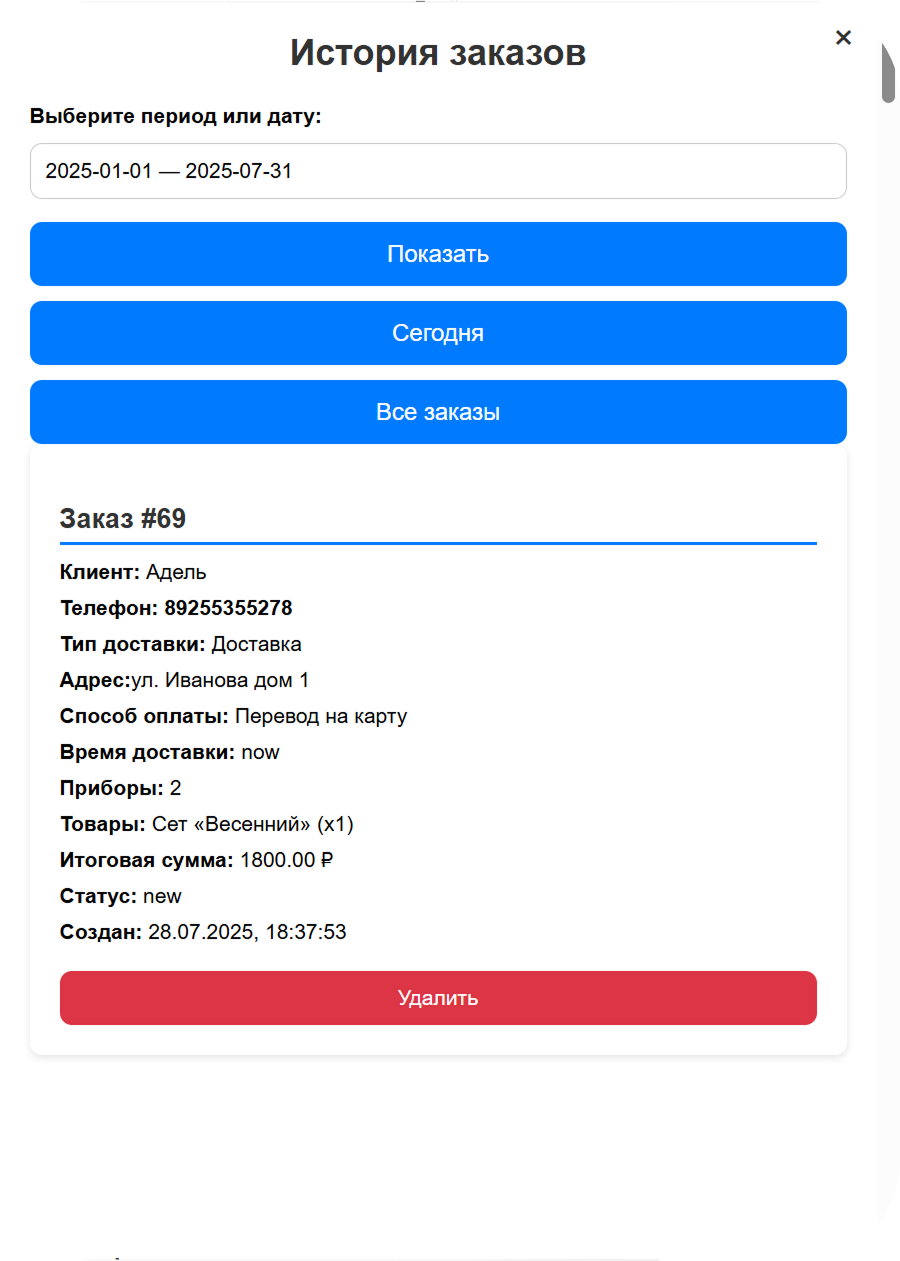 История заказов
×
Выберите период или дату:
2025-01-01 — 2025-07-31
Показать
Сегодня
Все заказы
Заказ #69
Клиент: Адель
Телефон: 89255355278
Тип доставки: Доставка
Адрес:ул. Иванова дом 1
Способ оплаты: Перевод на карту
Время доставки: now
Приборы: 2
Товары: Сет «Весенний» (x1)
Итоговая сумма: 1800.00 ₽
Статус: new
Создан: 28.07.2025, 18:37:53
Удалить